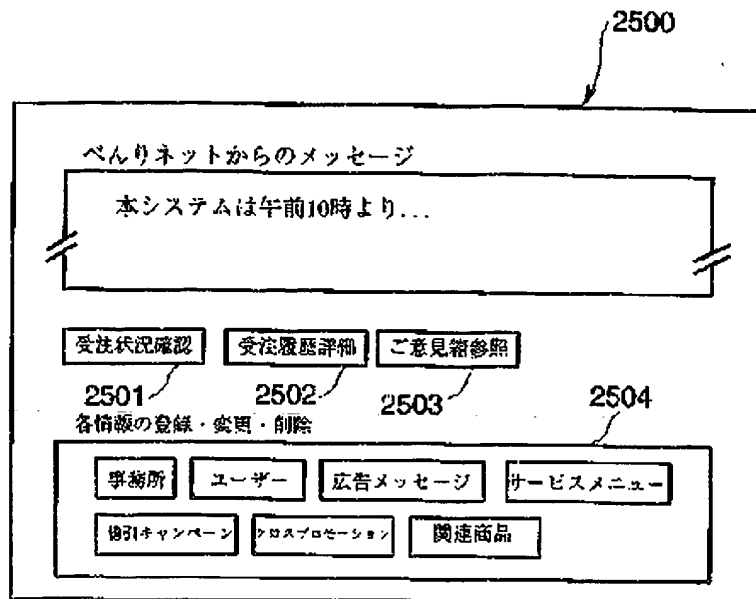 2500
べんりネットからのメッセージ
本システムは午前10時より...
受注状況確認 受注履歴詳細 ご意見箱参照
2501 2502 2503 2504
各情報の登録・変更・削除
事務所 ユーザー 広告メッセージ サービスメニュー
値引キャンペーン クロスプロモーション 関連商品